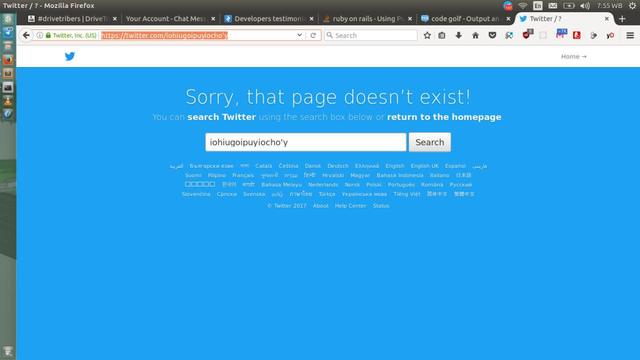 Twitter / ? - Mozilla Firefox
En
7:55 WB
#drivetribers | DriveTri
Your Account - Chat Mess
Developers testimoni
ruby on rails - Using P
code golf - Output an
Twitter / ?
Twitter, Inc. (US)
https://twitter.com/iohiugoipuyiocho'y
Search
Home →
Sorry, that page doesn't exist!
You can search Twitter using the search box below or return to the homepage
iohiugoipuyiocho'y
Search
العربية Български език বাংলা Català Čeština Dansk Deutsch Ελληνικά English English UK Español فارسی
Suomi Filipino Français ગુજરાતી עברית हिन्दी Hrvatski Magyar Bahasa Indonesia Italiano 日本語
한국어 मराठी Bahasa Melayu Nederlands Norsk Polski Português Română Русский
Slovenčina Српски Svenska தமிழ் ภาษาไทย Türkçe Українська мова Tiếng Việt 简体中文 繁體中文
© Twitter 2017 About Help Center Status